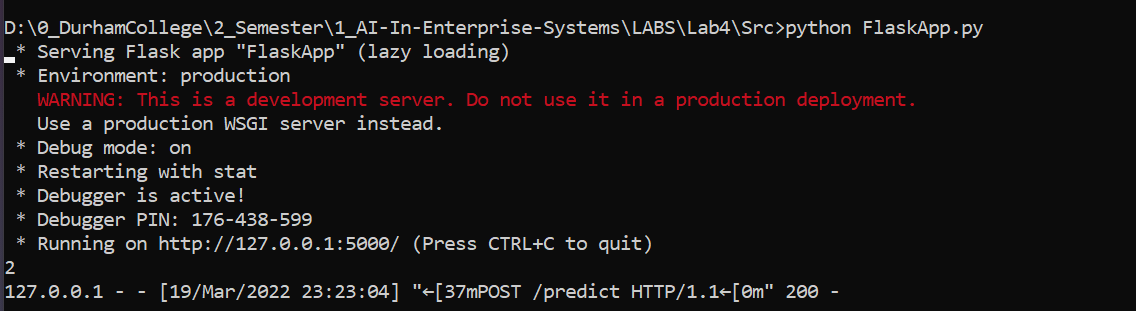 D:\0_DurhamCollege\2_Semester\1_AI-In-Enterprise-Systems\LABS\Lab4\Src>python FlaskApp.py
 * Serving Flask app "FlaskApp" (lazy loading)
 * Environment: production
   WARNING: This is a development server. Do not use it in a production deployment.
   Use a production WSGI server instead.
 * Debug mode: on
 * Restarting with stat
 * Debugger is active!
 * Debugger PIN: 176-438-599
 * Running on http://127.0.0.1:5000/ (Press CTRL+C to quit)
2
127.0.0.1 - - [19/Mar/2022 23:23:04] "←[37mPOST /predict HTTP/1.1←[0m" 200 -